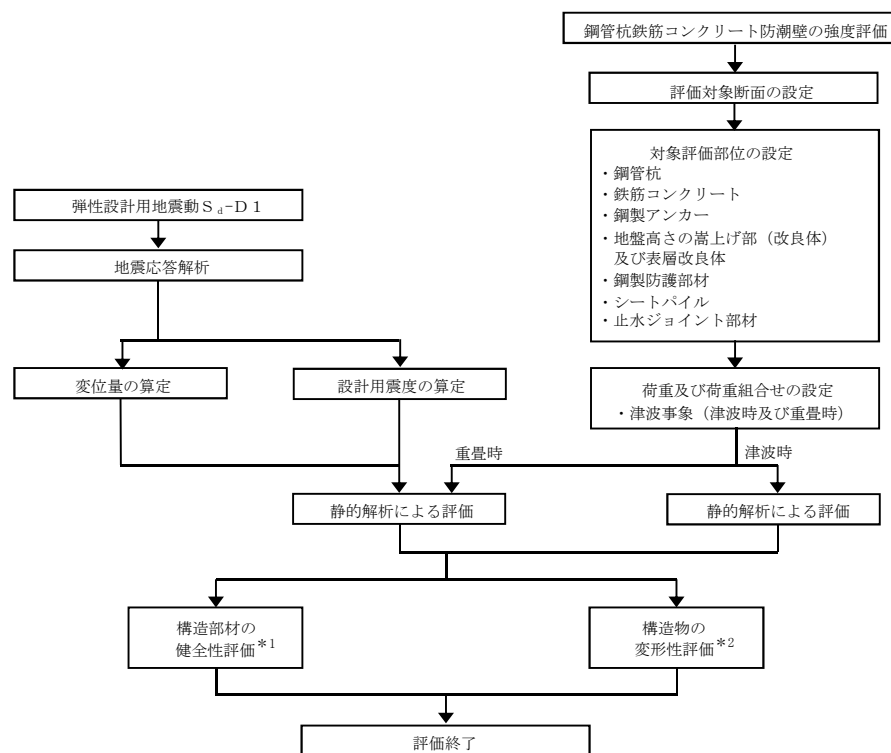 鋼管杭鉄筋コンクリート防潮壁の強度評価
評価対象断面の設定
対象評価部位の設定
・鋼管杭
・鉄筋コンクリート
・鋼製アンカー
・地盤高さの嵩上げ部（改良体）
及び表層改良体
・鋼製防護部材
・シートパイル
・止水ジョイント部材
弾性設計用地震動Ｓd-Ｄ１
地震応答解析
変位量の算定
設計用震度の算定
荷重及び荷重組合せの設定
・津波事象（津波時及び重畳時）
重畳時
津波時
静的解析による評価
静的解析による評価
構造部材の
健全性評価*1
構造物の
変形性評価*2
評価終了